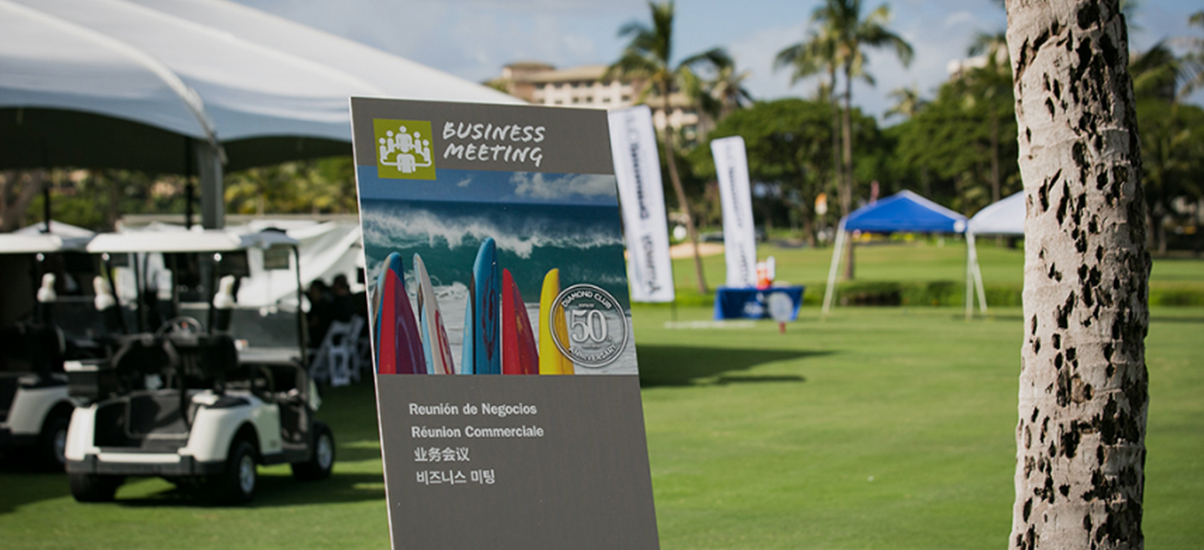 BUSINESS
MEETING
DIAMOND CLUB
50
ANNIVERSARY
Reunión de Negocios
Réunion Commerciale
业务会议
비즈니스 미팅